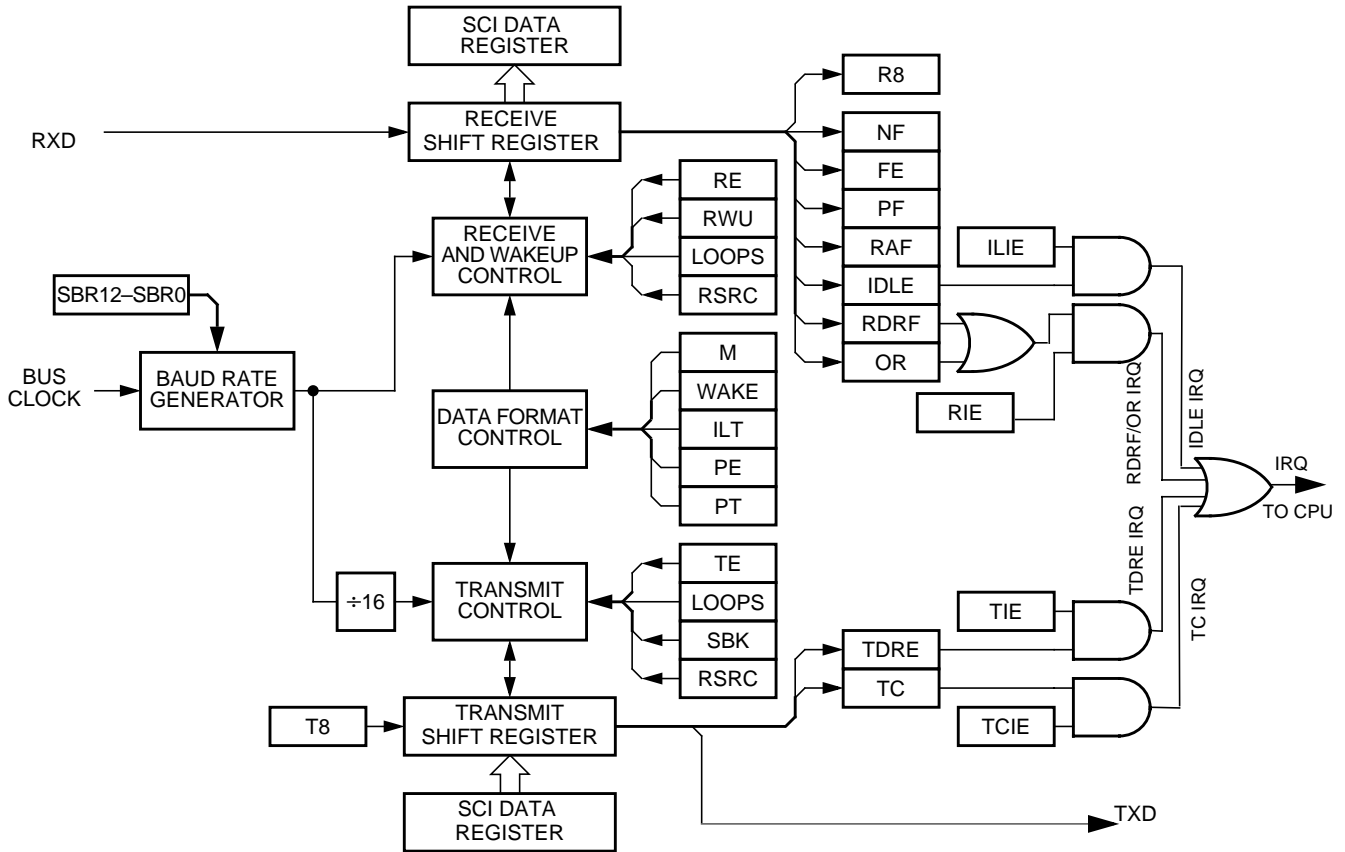 SCI DATA
REGISTER
R8
RXD
RECEIVE
SHIFT REGISTER
NF
FE
PF
RAF
IDLE
RDRF
OR
RE
RWU
LOOPS
RSRC
RECEIVE
AND WAKEUP
CONTROL
ILIE
RIE
SBR12–SBR0
BUS
CLOCK
BAUD RATE
GENERATOR
DATA FORMAT
CONTROL
M
WAKE
ILT
PE
PT
RDRF/OR IRQ
IDLE IRQ
TDRE IRQ
TC IRQ
IRQ
TO CPU
÷16
TRANSMIT
CONTROL
TE
LOOPS
SBK
RSRC
TIE
TDRE
TC
TCIE
T8
TRANSMIT
SHIFT REGISTER
SCI DATA
REGISTER
TXD